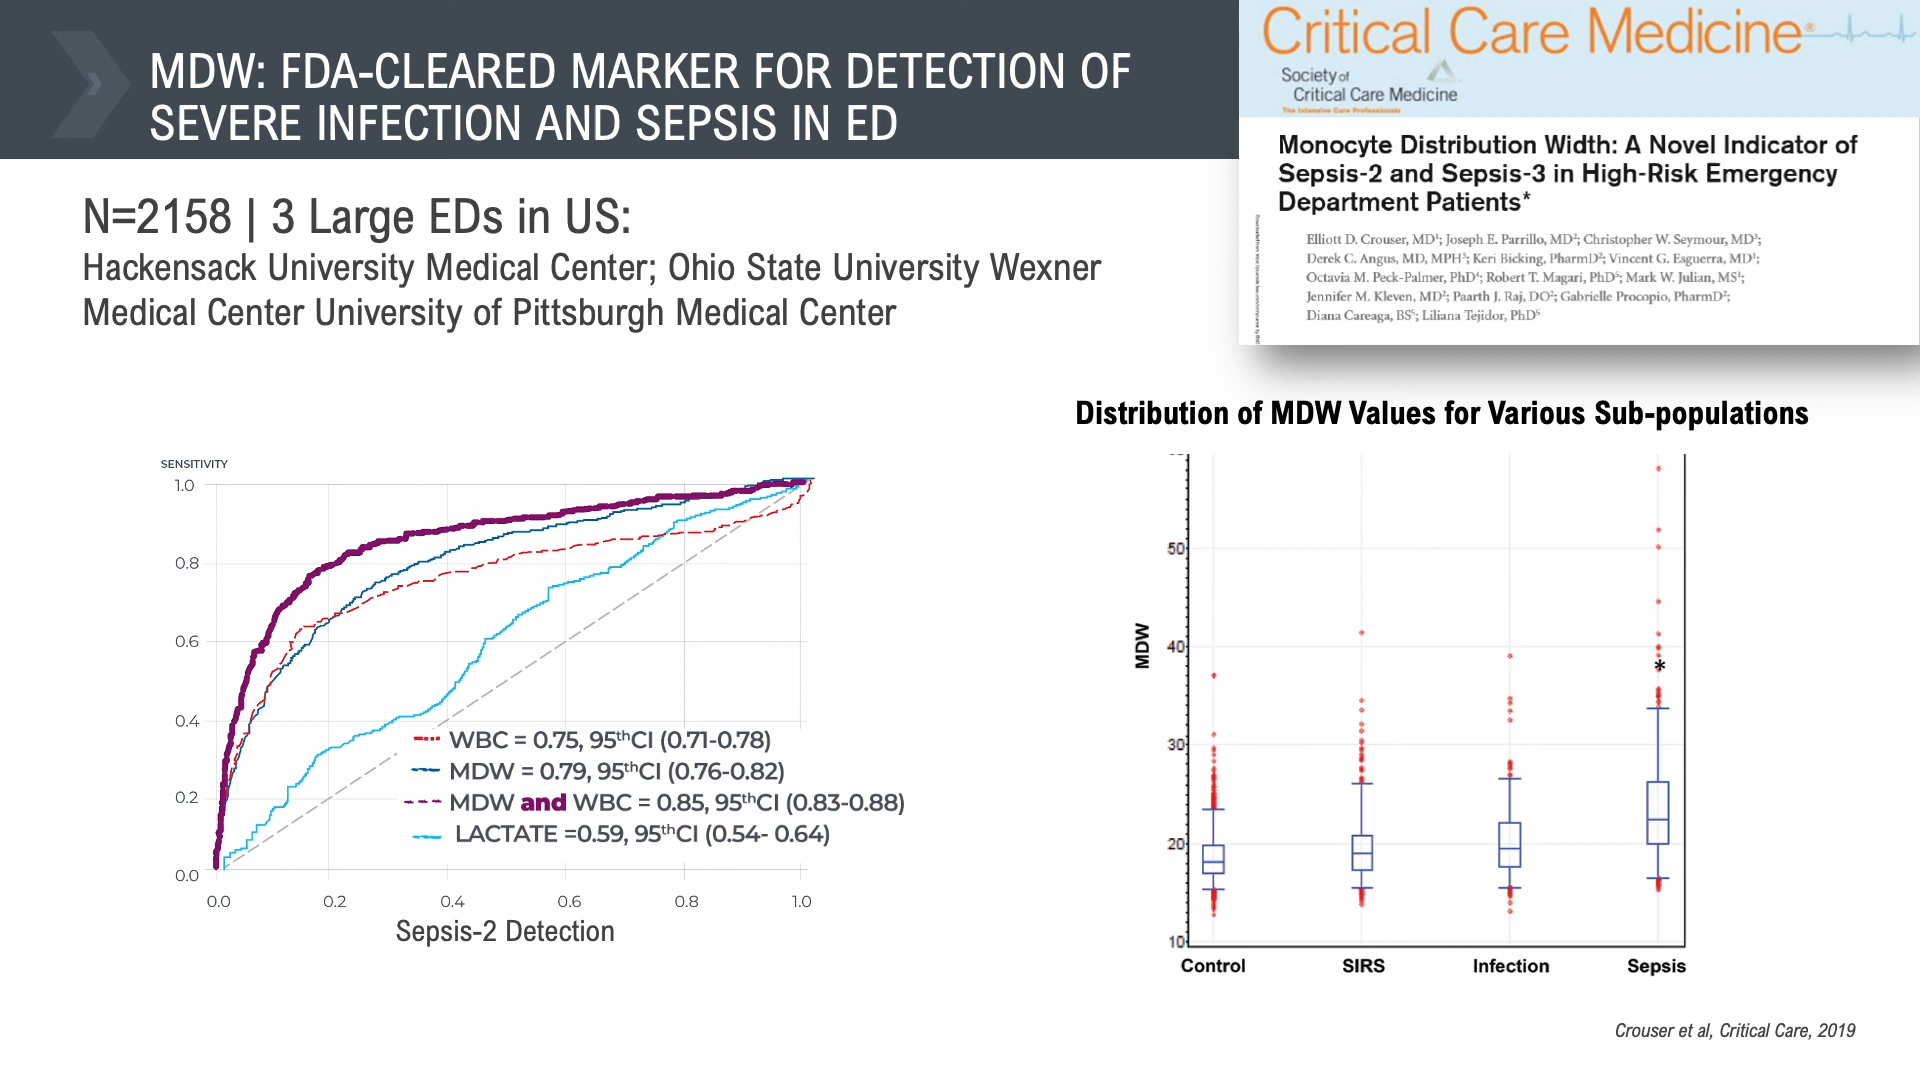 MDW: FDA-CLEARED MARKER FOR DETECTION OF
SEVERE INFECTION AND SEPSIS IN ED
Critical Care Medicine®
Society of
Critical Care Medicine
The Intensive Care Professionals
Monocyte Distribution Width: A Novel Indicator of
Sepsis-2 and Sepsis-3 in High-Risk Emergency
Department Patients*
Elliott D. Crouser, MD¹; Joseph E. Parrillo, MD²; Christopher W. Seymour, MD³;
Derek C. Angus, MD, MPH³; Keri Bicking, PharmD²; Vincent G. Esguerra, MD¹;
Octavia M. Peck-Palmer, PhD⁴; Robert T. Magari, PhD⁵; Mark W. Julian, MS¹;
Jennifer M. Kleven, MD²; Paarth J. Raj, DO²; Gabrielle Procopio, PharmD²;
Diana Careaga, BS⁵; Liliana Tejidor, PhD⁵
N=2158 | 3 Large EDs in US:
Hackensack University Medical Center; Ohio State University Wexner
Medical Center University of Pittsburgh Medical Center
SENSITIVITY
1.0
0.8
0.6
0.4
0.2
0.0
0.0 0.2 0.4 0.6 0.8 1.0
WBC = 0.75, 95ᵗʰCI (0.71-0.78)
MDW = 0.79, 95ᵗʰCI (0.76-0.82)
MDW and WBC = 0.85, 95ᵗʰCI (0.83-0.88)
LACTATE =0.59, 95ᵗʰCI (0.54- 0.64)
Sepsis-2 Detection
Distribution of MDW Values for Various Sub-populations
MDW
50
40
30
20
10
*
Control SIRS Infection Sepsis
Crouser et al, Critical Care, 2019